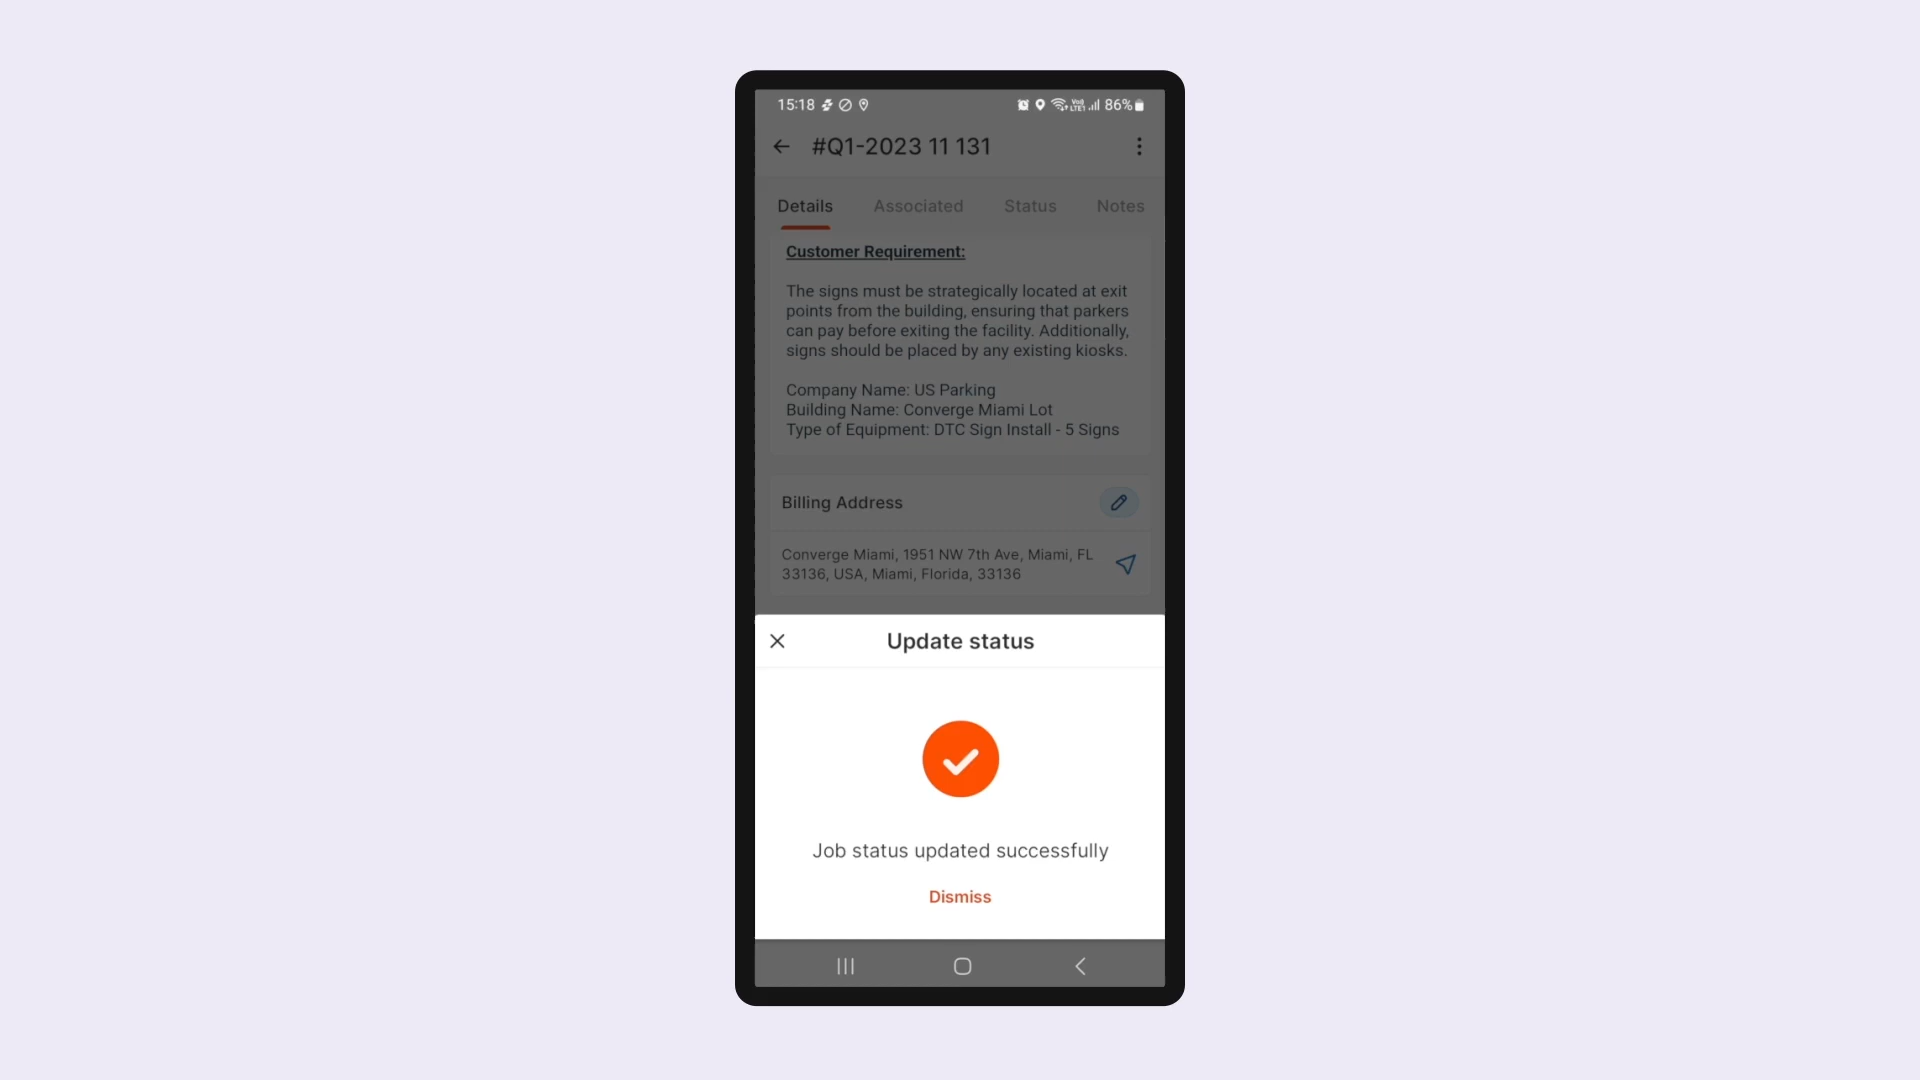 15:18 86%
#Q1-2023 11 131
Details Associated Status Notes
Customer Requirement:
The signs must be strategically located at exit
points from the building, ensuring that parkers
can pay before exiting the facility. Additionally,
signs should be placed by any existing kiosks.
Company Name: US Parking
Building Name: Converge Miami Lot
Type of Equipment: DTC Sign Install - 5 Signs
Billing Address
Converge Miami, 1951 NW 7th Ave, Miami, FL
33136, USA, Miami, Florida, 33136
Update status
Job status updated successfully
Dismiss